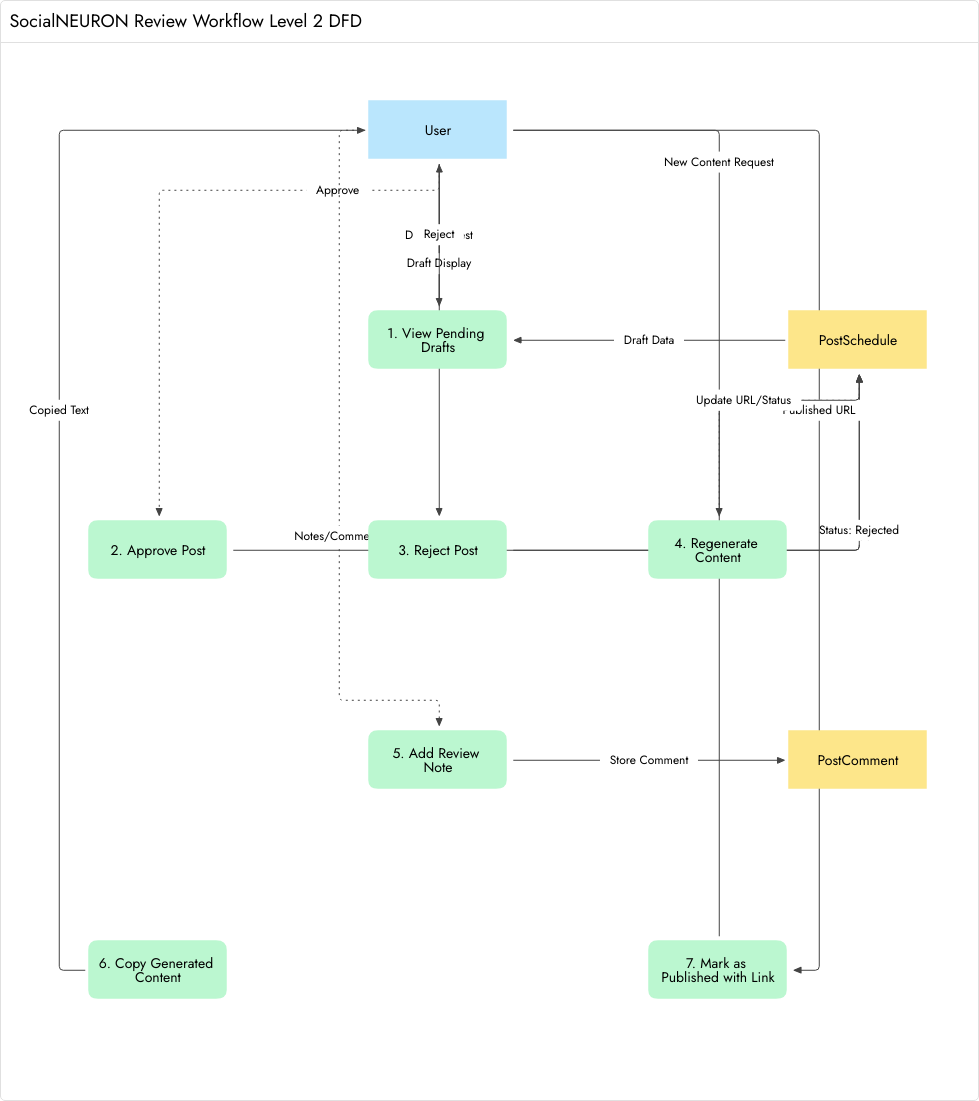 SocialNEURON Review Workflow Level 2 DFD
User
New Content Request
Approve
Reject
Draft Display
1. View Pending
Drafts
Draft Data
PostSchedule
Update URL/Status
Copied Text
URL
Status: Rejected
2. Approve Post
3. Reject Post
4. Regenerate
Content
5. Add Review
Note
Store Comment
PostComment
6. Copy Generated
Content
7. Mark as
Published with Link